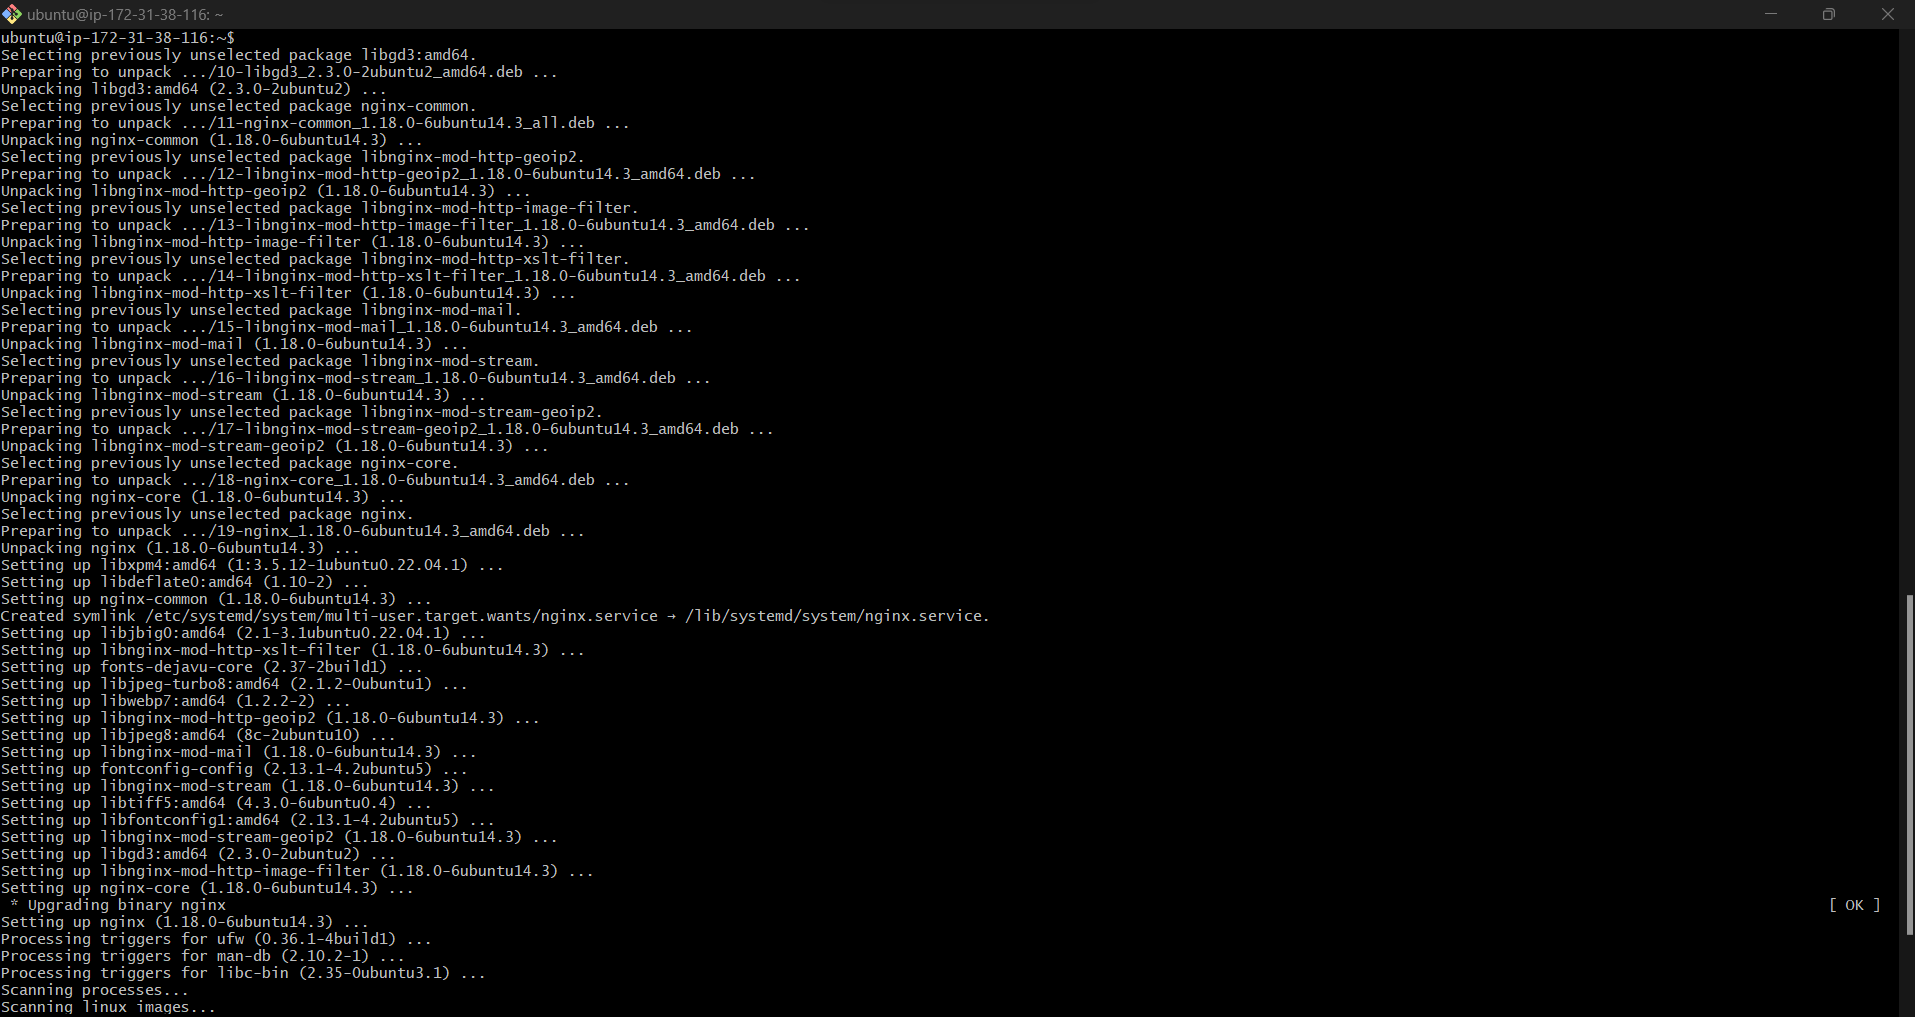 ubuntu@ip-172-31-38-116: ~
ubuntu@ip-172-31-38-116:~$
Selecting previously unselected package libgd3:amd64.
Preparing to unpack .../10-libgd3_2.3.0-2ubuntu2_amd64.deb ...
Unpacking libgd3:amd64 (2.3.0-2ubuntu2) ...
Selecting previously unselected package nginx-common.
Preparing to unpack .../11-nginx-common_1.18.0-6ubuntu14.3_all.deb ...
Unpacking nginx-common (1.18.0-6ubuntu14.3) ...
Selecting previously unselected package libnginx-mod-http-geoip2.
Preparing to unpack .../12-libnginx-mod-http-geoip2_1.18.0-6ubuntu14.3_amd64.deb ...
Unpacking libnginx-mod-http-geoip2 (1.18.0-6ubuntu14.3) ...
Selecting previously unselected package libnginx-mod-http-image-filter.
Preparing to unpack .../13-libnginx-mod-http-image-filter_1.18.0-6ubuntu14.3_amd64.deb ...
Unpacking libnginx-mod-http-image-filter (1.18.0-6ubuntu14.3) ...
Selecting previously unselected package libnginx-mod-http-xslt-filter.
Preparing to unpack .../14-libnginx-mod-http-xslt-filter_1.18.0-6ubuntu14.3_amd64.deb ...
Unpacking libnginx-mod-http-xslt-filter (1.18.0-6ubuntu14.3) ...
Selecting previously unselected package libnginx-mod-mail.
Preparing to unpack .../15-libnginx-mod-mail_1.18.0-6ubuntu14.3_amd64.deb ...
Unpacking libnginx-mod-mail (1.18.0-6ubuntu14.3) ...
Selecting previously unselected package libnginx-mod-stream.
Preparing to unpack .../16-libnginx-mod-stream_1.18.0-6ubuntu14.3_amd64.deb ...
Unpacking libnginx-mod-stream (1.18.0-6ubuntu14.3) ...
Selecting previously unselected package libnginx-mod-stream-geoip2.
Preparing to unpack .../17-libnginx-mod-stream-geoip2_1.18.0-6ubuntu14.3_amd64.deb ...
Unpacking libnginx-mod-stream-geoip2 (1.18.0-6ubuntu14.3) ...
Selecting previously unselected package nginx-core.
Preparing to unpack .../18-nginx-core_1.18.0-6ubuntu14.3_amd64.deb ...
Unpacking nginx-core (1.18.0-6ubuntu14.3) ...
Selecting previously unselected package nginx.
Preparing to unpack .../19-nginx_1.18.0-6ubuntu14.3_amd64.deb ...
Unpacking nginx (1.18.0-6ubuntu14.3) ...
Setting up libxpm4:amd64 (1:3.5.12-1ubuntu0.22.04.1) ...
Setting up libdeflate0:amd64 (1.10-2) ...
Setting up nginx-common (1.18.0-6ubuntu14.3) ...
Created symlink /etc/systemd/system/multi-user.target.wants/nginx.service → /lib/systemd/system/nginx.service.
Setting up libjbig0:amd64 (2.1-3.1ubuntu0.22.04.1) ...
Setting up libnginx-mod-http-xslt-filter (1.18.0-6ubuntu14.3) ...
Setting up fonts-dejavu-core (2.37-2build1) ...
Setting up libjpeg-turbo8:amd64 (2.1.2-0ubuntu1) ...
Setting up libwebp7:amd64 (1.2.2-2) ...
Setting up libnginx-mod-http-geoip2 (1.18.0-6ubuntu14.3) ...
Setting up libjpeg8:amd64 (8c-2ubuntu10) ...
Setting up libnginx-mod-mail (1.18.0-6ubuntu14.3) ...
Setting up fontconfig-config (2.13.1-4.2ubuntu5) ...
Setting up libnginx-mod-stream (1.18.0-6ubuntu14.3) ...
Setting up libtiff5:amd64 (4.3.0-6ubuntu0.4) ...
Setting up libfontconfig1:amd64 (2.13.1-4.2ubuntu5) ...
Setting up libnginx-mod-stream-geoip2 (1.18.0-6ubuntu14.3) ...
Setting up libgd3:amd64 (2.3.0-2ubuntu2) ...
Setting up libnginx-mod-http-image-filter (1.18.0-6ubuntu14.3) ...
Setting up nginx-core (1.18.0-6ubuntu14.3) ...
 * Upgrading binary nginx [ OK ]
Setting up nginx (1.18.0-6ubuntu14.3) ...
Processing triggers for ufw (0.36.1-4build1) ...
Processing triggers for man-db (2.10.2-1) ...
Processing triggers for libc-bin (2.35-0ubuntu3.1) ...
Scanning processes...
Scanning linux images...